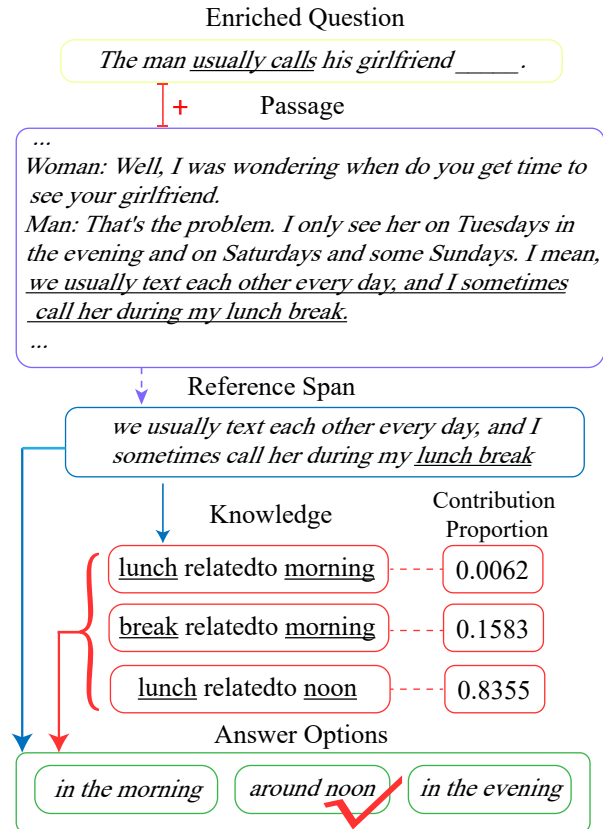 Enriched Question
The man usually calls his girlfriend _____ .
+
Passage
...
Woman: Well, I was wondering when do you get time to
see your girlfriend.
Man: That's the problem. I only see her on Tuesdays in
the evening and on Saturdays and some Sundays. I mean,
we usually text each other every day, and I sometimes
call her during my lunch break.
...
Reference Span
we usually text each other every day, and I
sometimes call her during my lunch break
Knowledge
Contribution
Proportion
lunch relatedto morning
0.0062
break relatedto morning
0.1583
lunch relatedto noon
0.8355
Answer Options
in the morning
around noon
in the evening